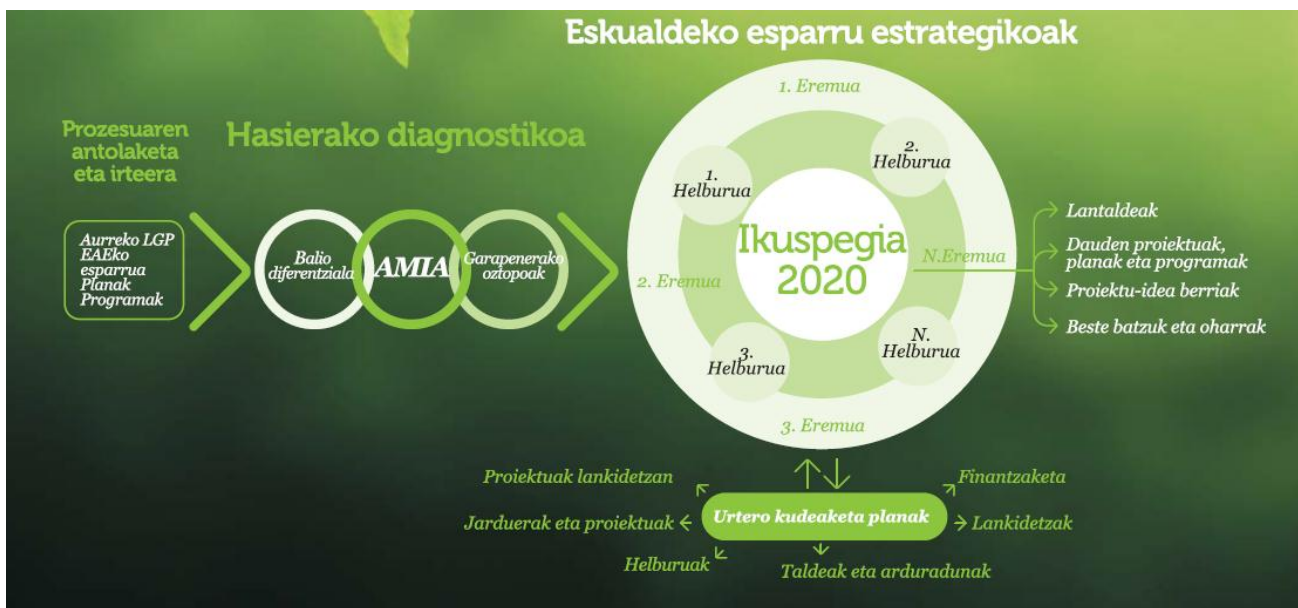 Eskualdeko esparru estrategikoak
Prozesuaren
antolaketa
eta irteera
Hasierako diagnostikoa
Aurreko LGP
EAEko
esparrua
Planak
Programak
Balio
diferentziala
AMIA
Garapenerako
oztopoak
1. Eremua
2.
Helburua
1.
Helburua
Ikuspegia
2020
N.Eremua
2. Eremua
3.
Helburua
N.
Helburua
3. Eremua
Lantaldeak
Dauden proiektuak,
planak eta programak
Proiektu-idea berriak
Beste batzuk eta oharrak
Proiektuak lankidetzan
Finantzaketa
Jarduerak eta proiektuak
Urtero kudeaketa planak
Lankidetzak
Helburuak
Taldeak eta arduradunak